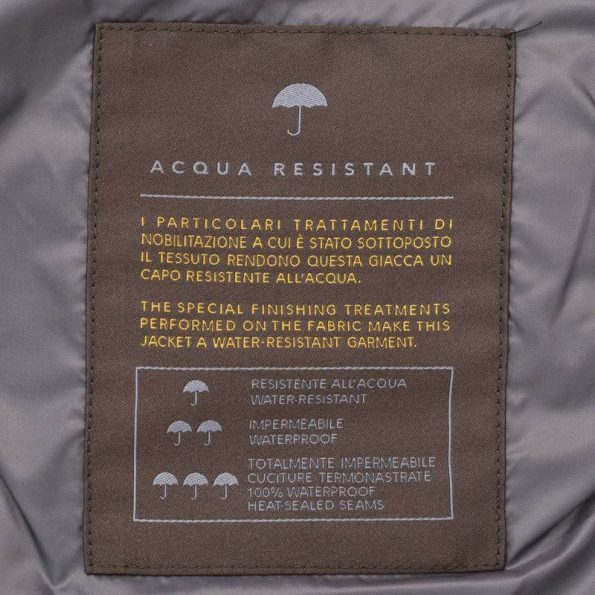 ACQUA RESISTANT
I PARTICOLARI TRATTAMENTI DI
NOBILITAZIONE A CUI È STATO SOTTOPOSTO
IL TESSUTO RENDONO QUESTA GIACCA UN
CAPO RESISTENTE ALL'ACQUA.
THE SPECIAL FINISHING TREATMENTS
PERFORMED ON THE FABRIC MAKE THIS
JACKET A WATER-RESISTANT GARMENT.
RESISTENTE ALL'ACQUA
WATER-RESISTANT
IMPERMEABILE
WATERPROOF
TOTALMENTE IMPERMEABILE
CUCITURE TERMONASTRATE
100% WATERPROOF
HEAT-SEALED SEAMS